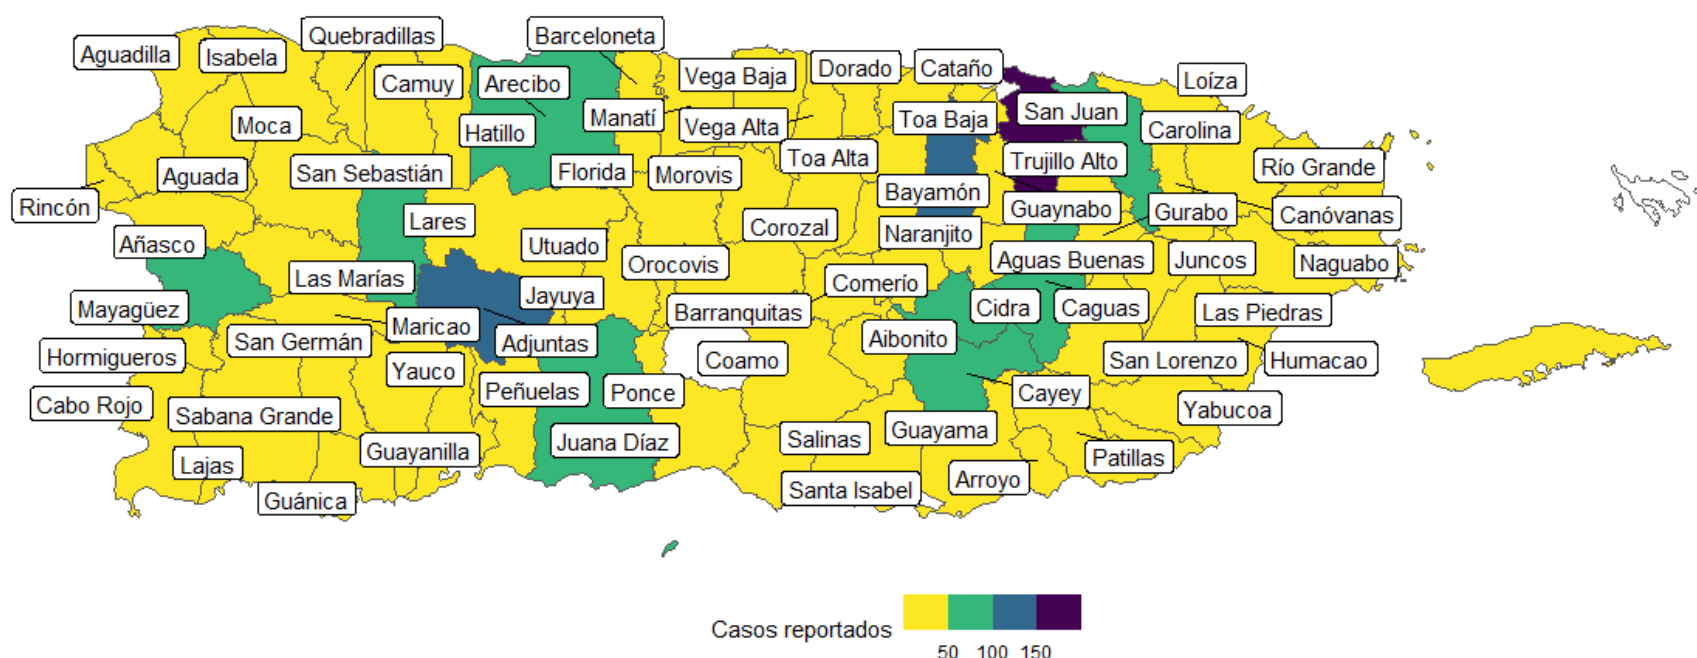 Quebradillas
Barceloneta
Aguadilla
Isabela
Vega Baja
Dorado
Cataño
Loíza
Camuy
Arecibo
Manatí
Vega Alta
Toa Baja
San Juan
Carolina
Moca
Hatillo
San Sebastián
Aguada
Florida
Morovis
Toa Alta
Trujillo Alto
Río Grande
Rincón
Bayamón
Guaynabo
Gurabo
Canóvanas
Lares
Corozal
Naranjito
Añasco
Utuado
Orocovis
Aguas Buenas
Juncos
Naguabo
Las Marías
Jayuya
Comerío
Mayagüez
Maricao
Barranquitas
Cidra
Caguas
Las Piedras
San Germán
Adjuntas
Aibonito
Hormigueros
Yauco
Coamo
San Lorenzo
Humacao
Peñuelas
Ponce
Cayey
Cabo Rojo
Sabana Grande
Yabucoa
Guayanilla
Juana Díaz
Salinas
Guayama
Patillas
Lajas
Guánica
Santa Isabel
Arroyo
Casos reportados
50 100 150